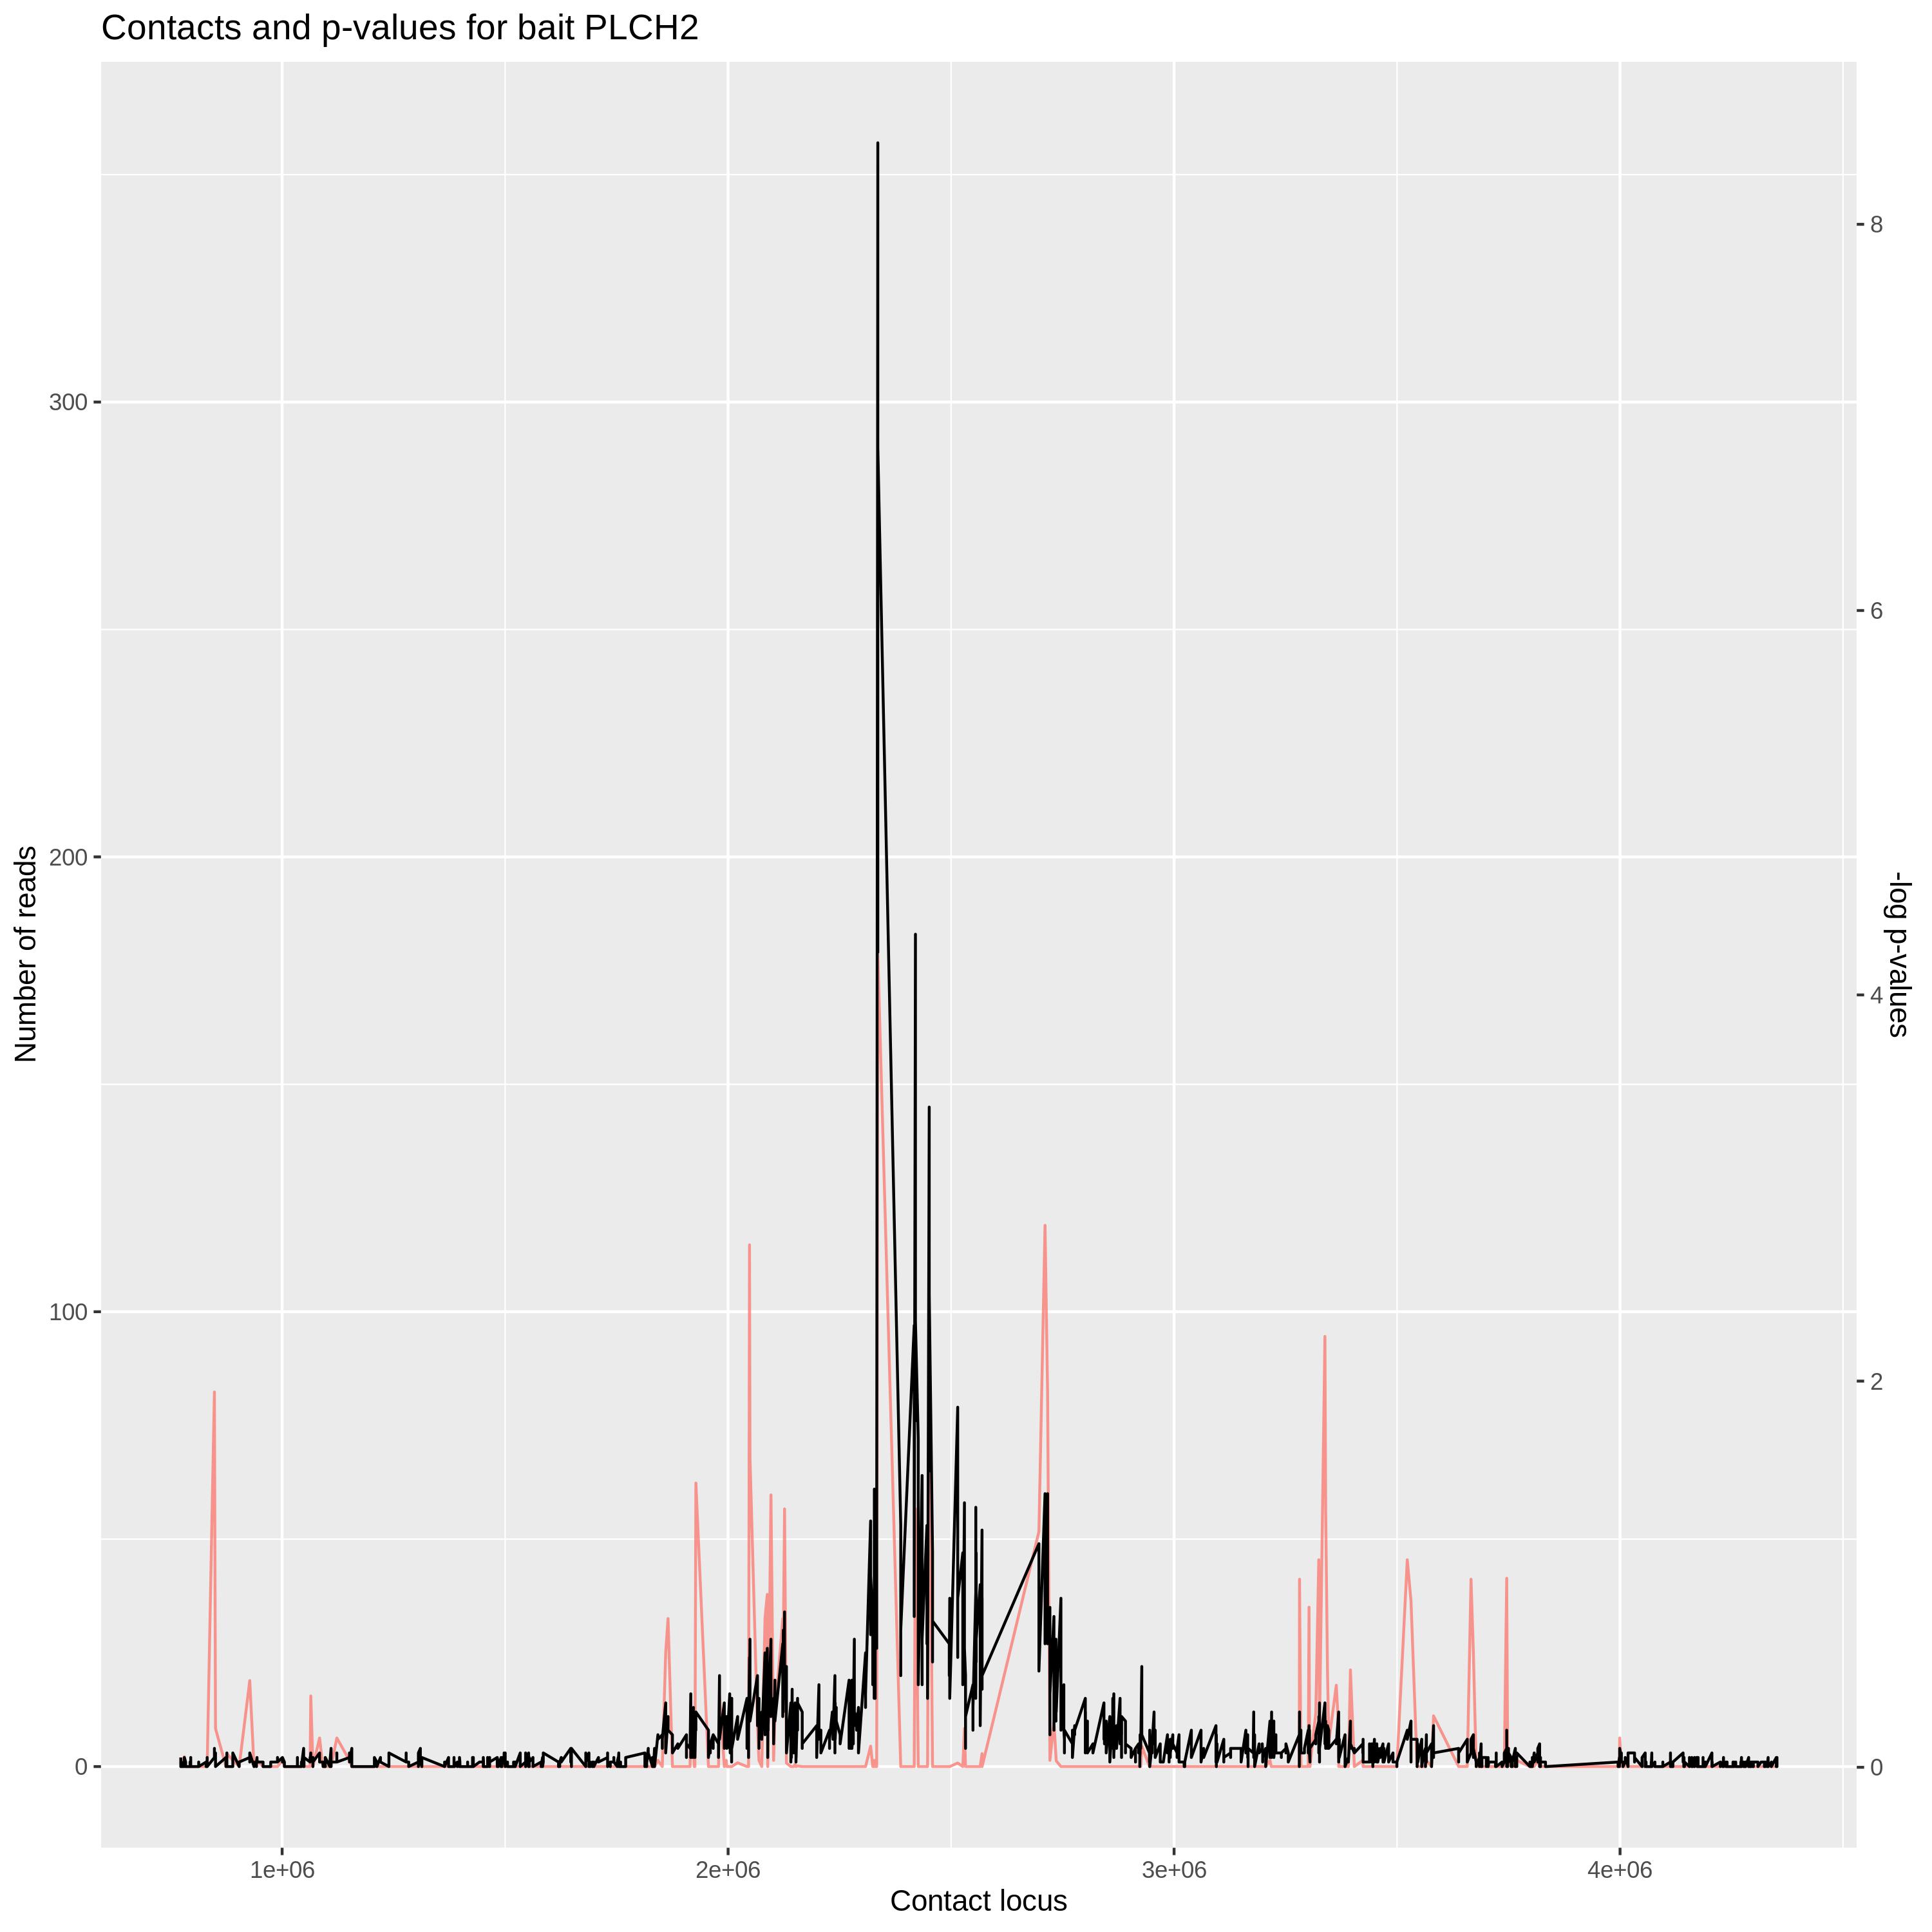 Contacts and p-values for bait PLCH2
Number of reads
300
200
100
0
8
6
4
2
0
-log p-values
1e+06
2e+06
3e+06
4e+06
Contact locus